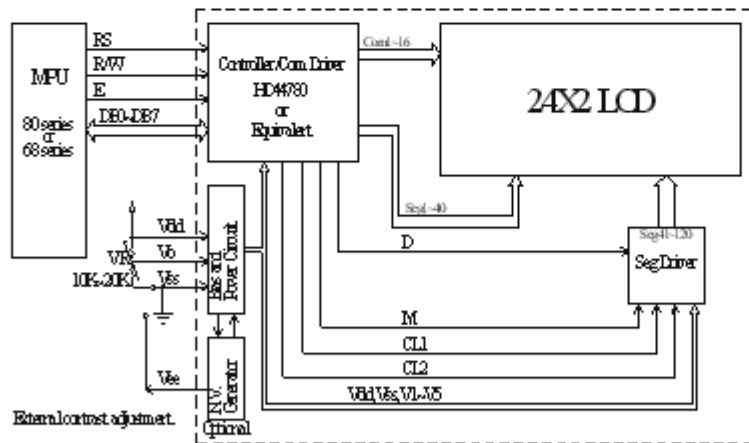 MPU
80 series
or
68 series
RS
R/W
E
DB0~DB7
Controller/Com Driver
HD44780
or
Equivalent
Com1~16
24X2 LCD
Seg1~40
Seg41~120
Seg Driver
D
M
CL1
CL2
Vdd,Vss,V1~V5
Vdd
Vo
Vss
VR
10K~20K
Bias and
Power Circuit
Vee
N.V.
Generator
Optional
External contrast adjustment.